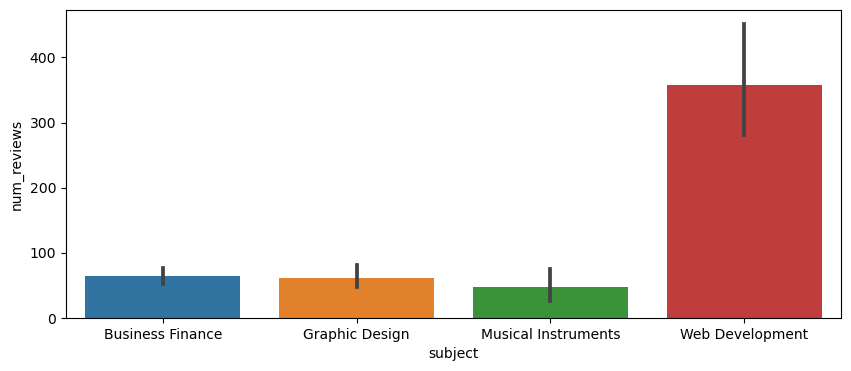 400
300
200
100
0
num_reviews
Business Finance
Graphic Design
Musical Instruments
Web Development
subject